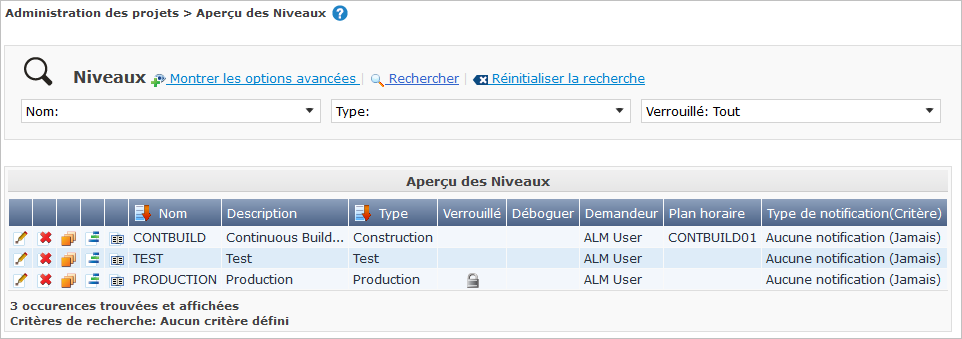 Administration des projets > Aperçu des Niveaux ?
Niveaux Montrer les options avancées | Rechercher | Réinitialiser la recherche
Nom: Type: Verrouillé: Tout
Aperçu des Niveaux
Nom Description Type Verrouillé Déboguer Demandeur Plan horaire Type de notification(Critère)
CONTBUILD Continuous Build... Construction ALM User CONTBUILD01 Aucune notification (Jamais)
TEST Test Test ALM User Aucune notification (Jamais)
PRODUCTION Production Production ALM User Aucune notification (Jamais)
3 occurences trouvées et affichées
Critères de recherche: Aucun critère défini